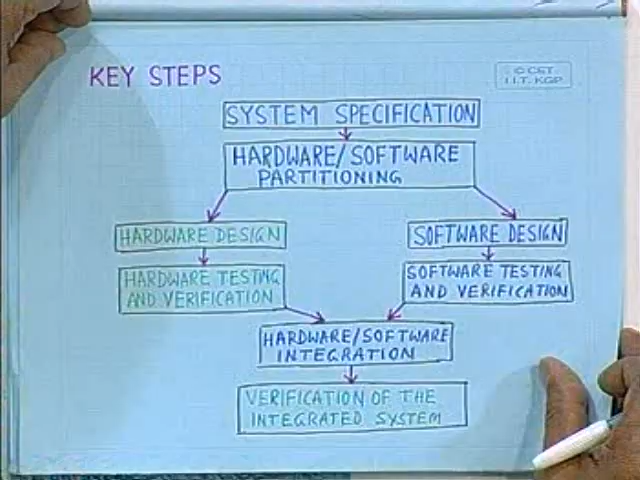 KEY STEPS
© CET
I.I.T. KGP
SYSTEM SPECIFICATION
HARDWARE/SOFTWARE
PARTITIONING
HARDWARE DESIGN
SOFTWARE DESIGN
HARDWARE TESTING
AND VERIFICATION
SOFTWARE TESTING
AND VERIFICATION
HARDWARE/SOFTWARE
INTEGRATION
VERIFICATION OF THE
INTEGRATED SYSTEM